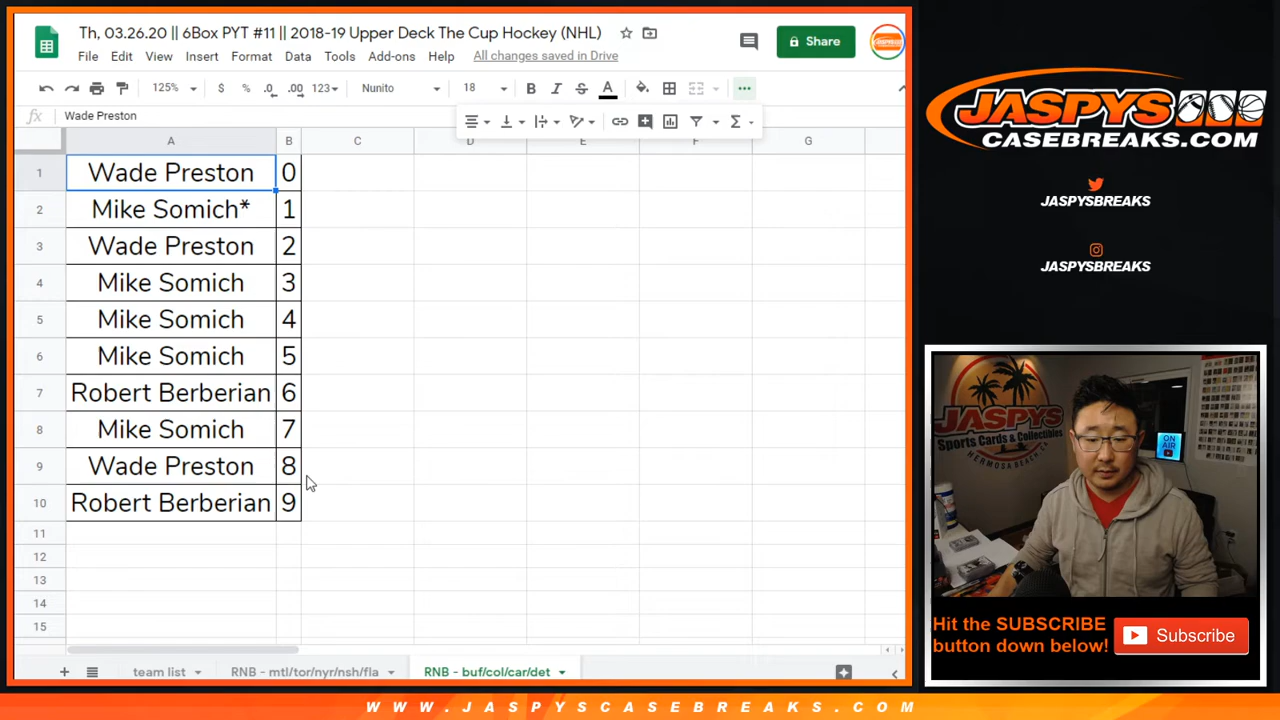 Th, 03.26.20 || 6Box PYT #11 || 2018-19 Upper Deck The Cup Hockey (NHL)
File Edit View Insert Format Data Tools Add-ons Help All changes saved in Drive
Share
125% $ % .0 .00 123 Nunito 18 B I S A
fx Wade Preston
A B C D E F G
1 Wade Preston 0
2 Mike Somich* 1
3 Wade Preston 2
4 Mike Somich 3
5 Mike Somich 4
6 Mike Somich 5
7 Robert Berberian 6
8 Mike Somich 7
9 Wade Preston 8
10 Robert Berberian 9
11
12
13
14
15
team list RNB - mtl/tor/nyr/nsh/fla RNB - buf/col/car/det
JASPYS
CASEBREAKS.COM
JASPYSBREAKS
JASPYSBREAKS
JASPYS
Sports Cards & Collectibles
HERMOSA BEACH, CA
ON
AIR
Hit the SUBSCRIBE
button down below!
Subscribe
WWW.JASPYSCASEBREAKS.COM